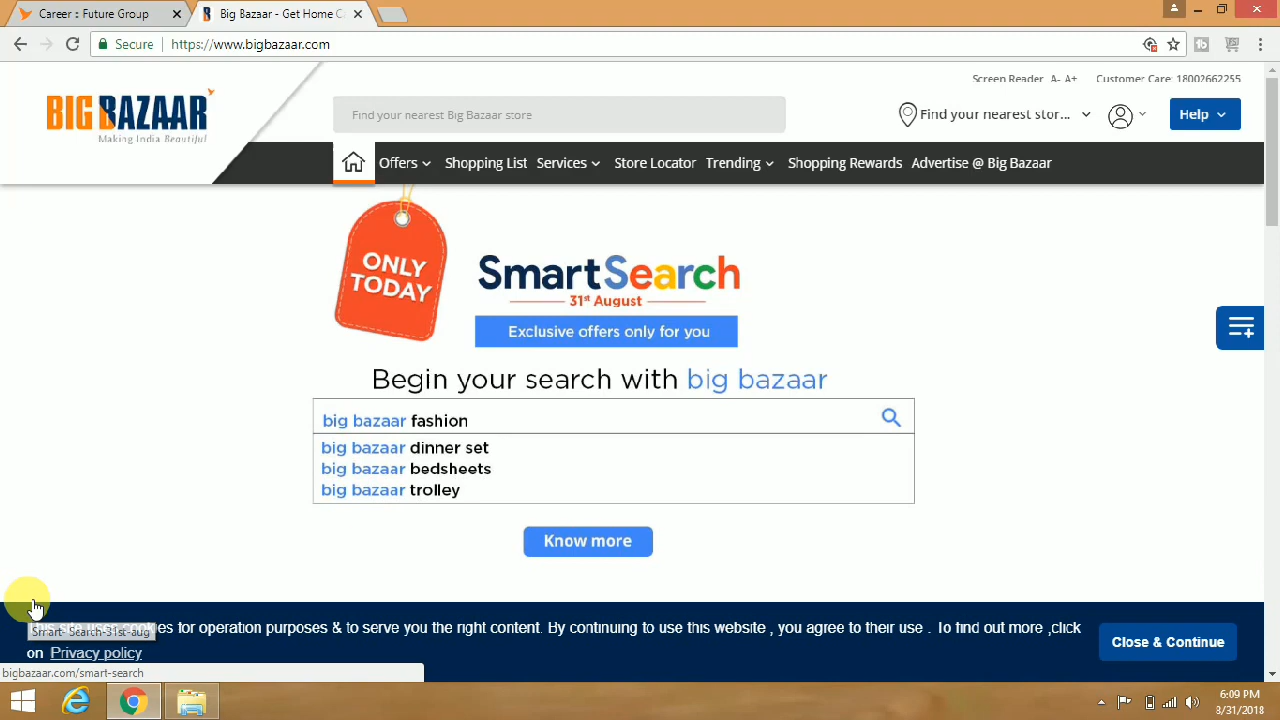 Career : Future Group
Big Bazaar - Get Home Ca
Secure
https://www.bigbazaar.com
Screen Reader A- A+
Customer Care: 18002662255
BIG BAZAAR
Making India Beautiful
Find your nearest Big Bazaar store
Find your nearest stor...
Help
Offers
Shopping List
Services
Store Locator
Trending
Shopping Rewards
Advertise @ Big Bazaar
ONLY
TODAY
SmartSearch
31st August
Exclusive offers only for you
Begin your search with big bazaar
big bazaar fashion
big bazaar dinner set
big bazaar bedsheets
big bazaar trolley
Know more
This site uses cookies for operation purposes & to serve you the right content. By continuing to use this website , you agree to their use . To find out more ,click
Smart- Search-31st-aug
on Privacy policy
Close & Continue
bigbazaar.com/smart-search
6:09 PM
8/31/2018